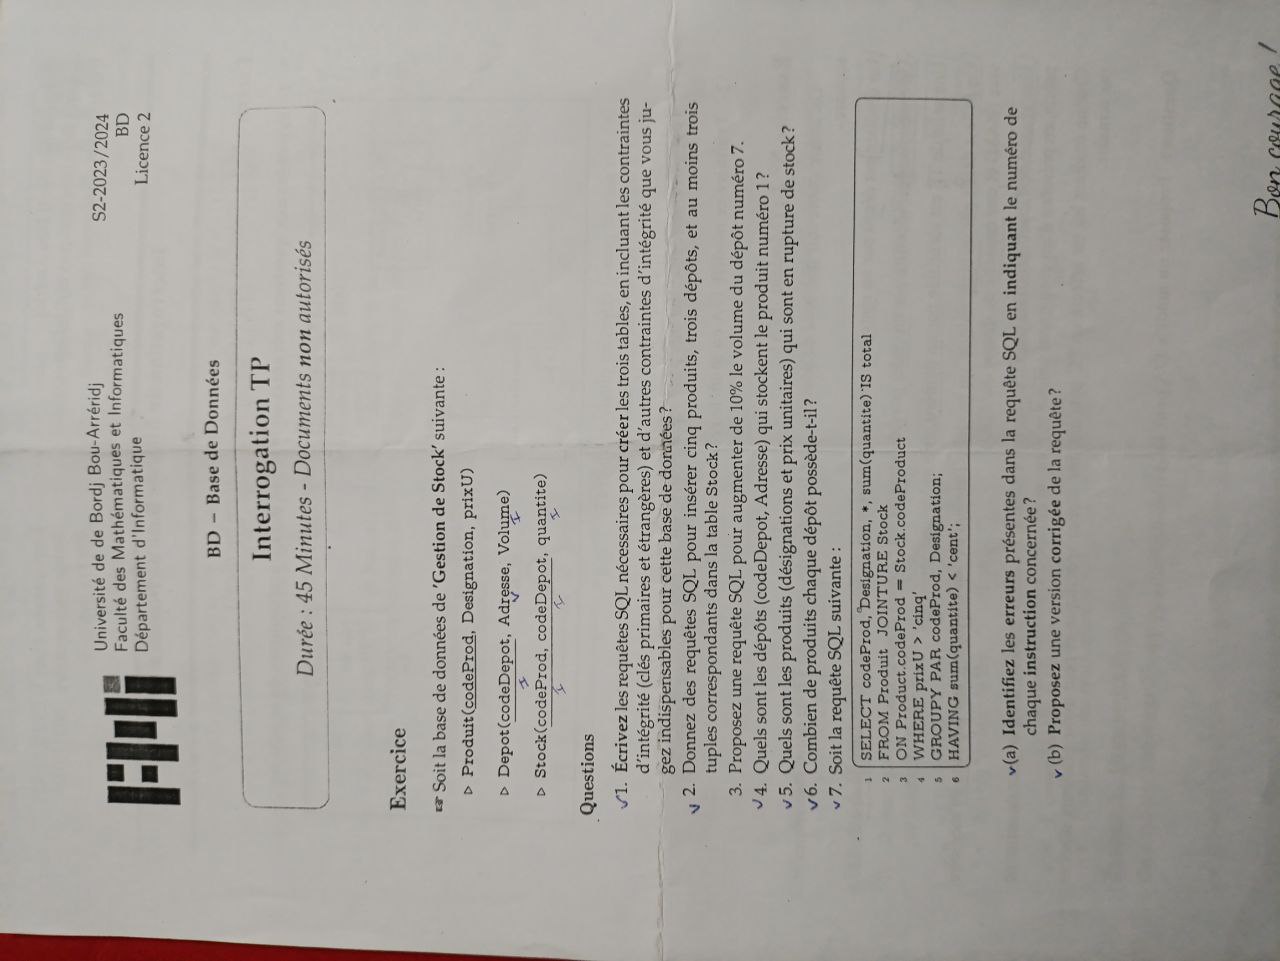 Université de de Bordj Bou-Arréridj
Faculté des Mathématiques et Informatiques
Département d'Informatique
S2-2023/2024
BD
Licence 2
BD – Base de Données
Interrogation TP
Durée : 45 Minutes - Documents non autorisés
Exercice
☞ Soit la base de données de 'Gestion de Stock' suivante :
▷ Produit(codeProd, Designation, prixU)
▷ Depot(codeDepot, Adresse, Volume)
▷ Stock(codeProd, codeDepot, quantite)
Questions
1. Écrivez les requêtes SQL nécessaires pour créer les trois tables, en incluant les contraintes
d'intégrité (clés primaires et étrangères) et d'autres contraintes d'intégrité que vous ju-
gez indispensables pour cette base de données?
2. Donnez des requêtes SQL pour insérer cinq produits, trois dépôts, et au moins trois
tuples correspondants dans la table Stock?
3. Proposez une requête SQL pour augmenter de 10% le volume du dépôt numéro 7.
4. Quels sont les dépôts (codeDepot, Adresse) qui stockent le produit numéro 1?
5. Quels sont les produits (désignations et prix unitaires) qui sont en rupture de stock?
6. Combien de produits chaque dépôt possède-t-il?
7. Soit la requête SQL suivante :
1 SELECT codeProd, Designation, *, sum(quantite) IS total
2 FROM Produit JOINTURE Stock
3 ON Product.codeProd = Stock.codeProduct
4 WHERE prixU > 'cinq'
5 GROUPY PAR codeProd, Designation;
6 HAVING sum(quantite) < 'cent';
(a) Identifiez les erreurs présentes dans la requête SQL en indiquant le numéro de
chaque instruction concernée?
(b) Proposez une version corrigée de la requête?
Bon courage!